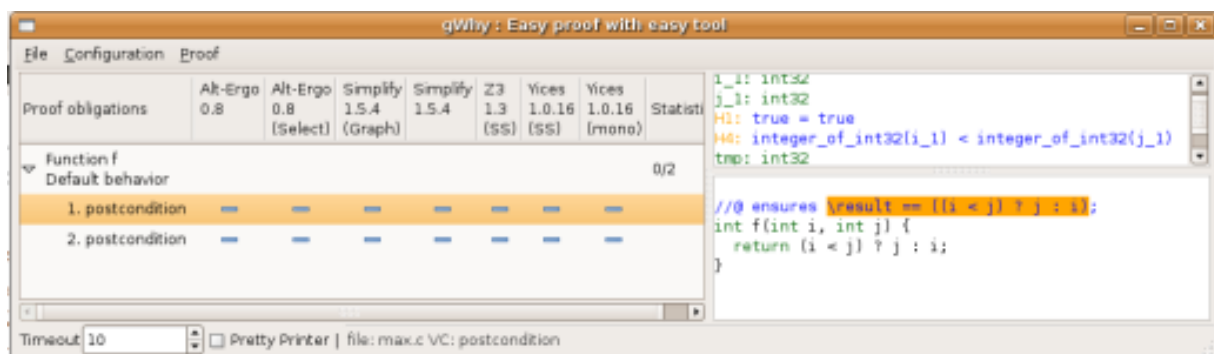 gWhy : Easy proof with easy tool
File Configuration Proof
Proof obligations
Alt-Ergo 0.8
Alt-Ergo 0.8 (Select)
Simplify 1.5.4 (Graph)
Simplify 1.5.4
Z3 1.3 (SS)
Yices 1.0.16 (SS)
Yices 1.0.16 (mono)
Statisti
Function f
Default behavior
0/2
1. postcondition
2. postcondition
i_1: int32
j_1: int32
H1: true = true
H4: integer_of_int32(i_1) < integer_of_int32(j_1)
tmp: int32
//@ ensures \result == ((i < j) ? j : i);
int f(int i, int j) {
return (i < j) ? j : i;
}
Timeout 10 Pretty Printer | file: max.c VC: postcondition